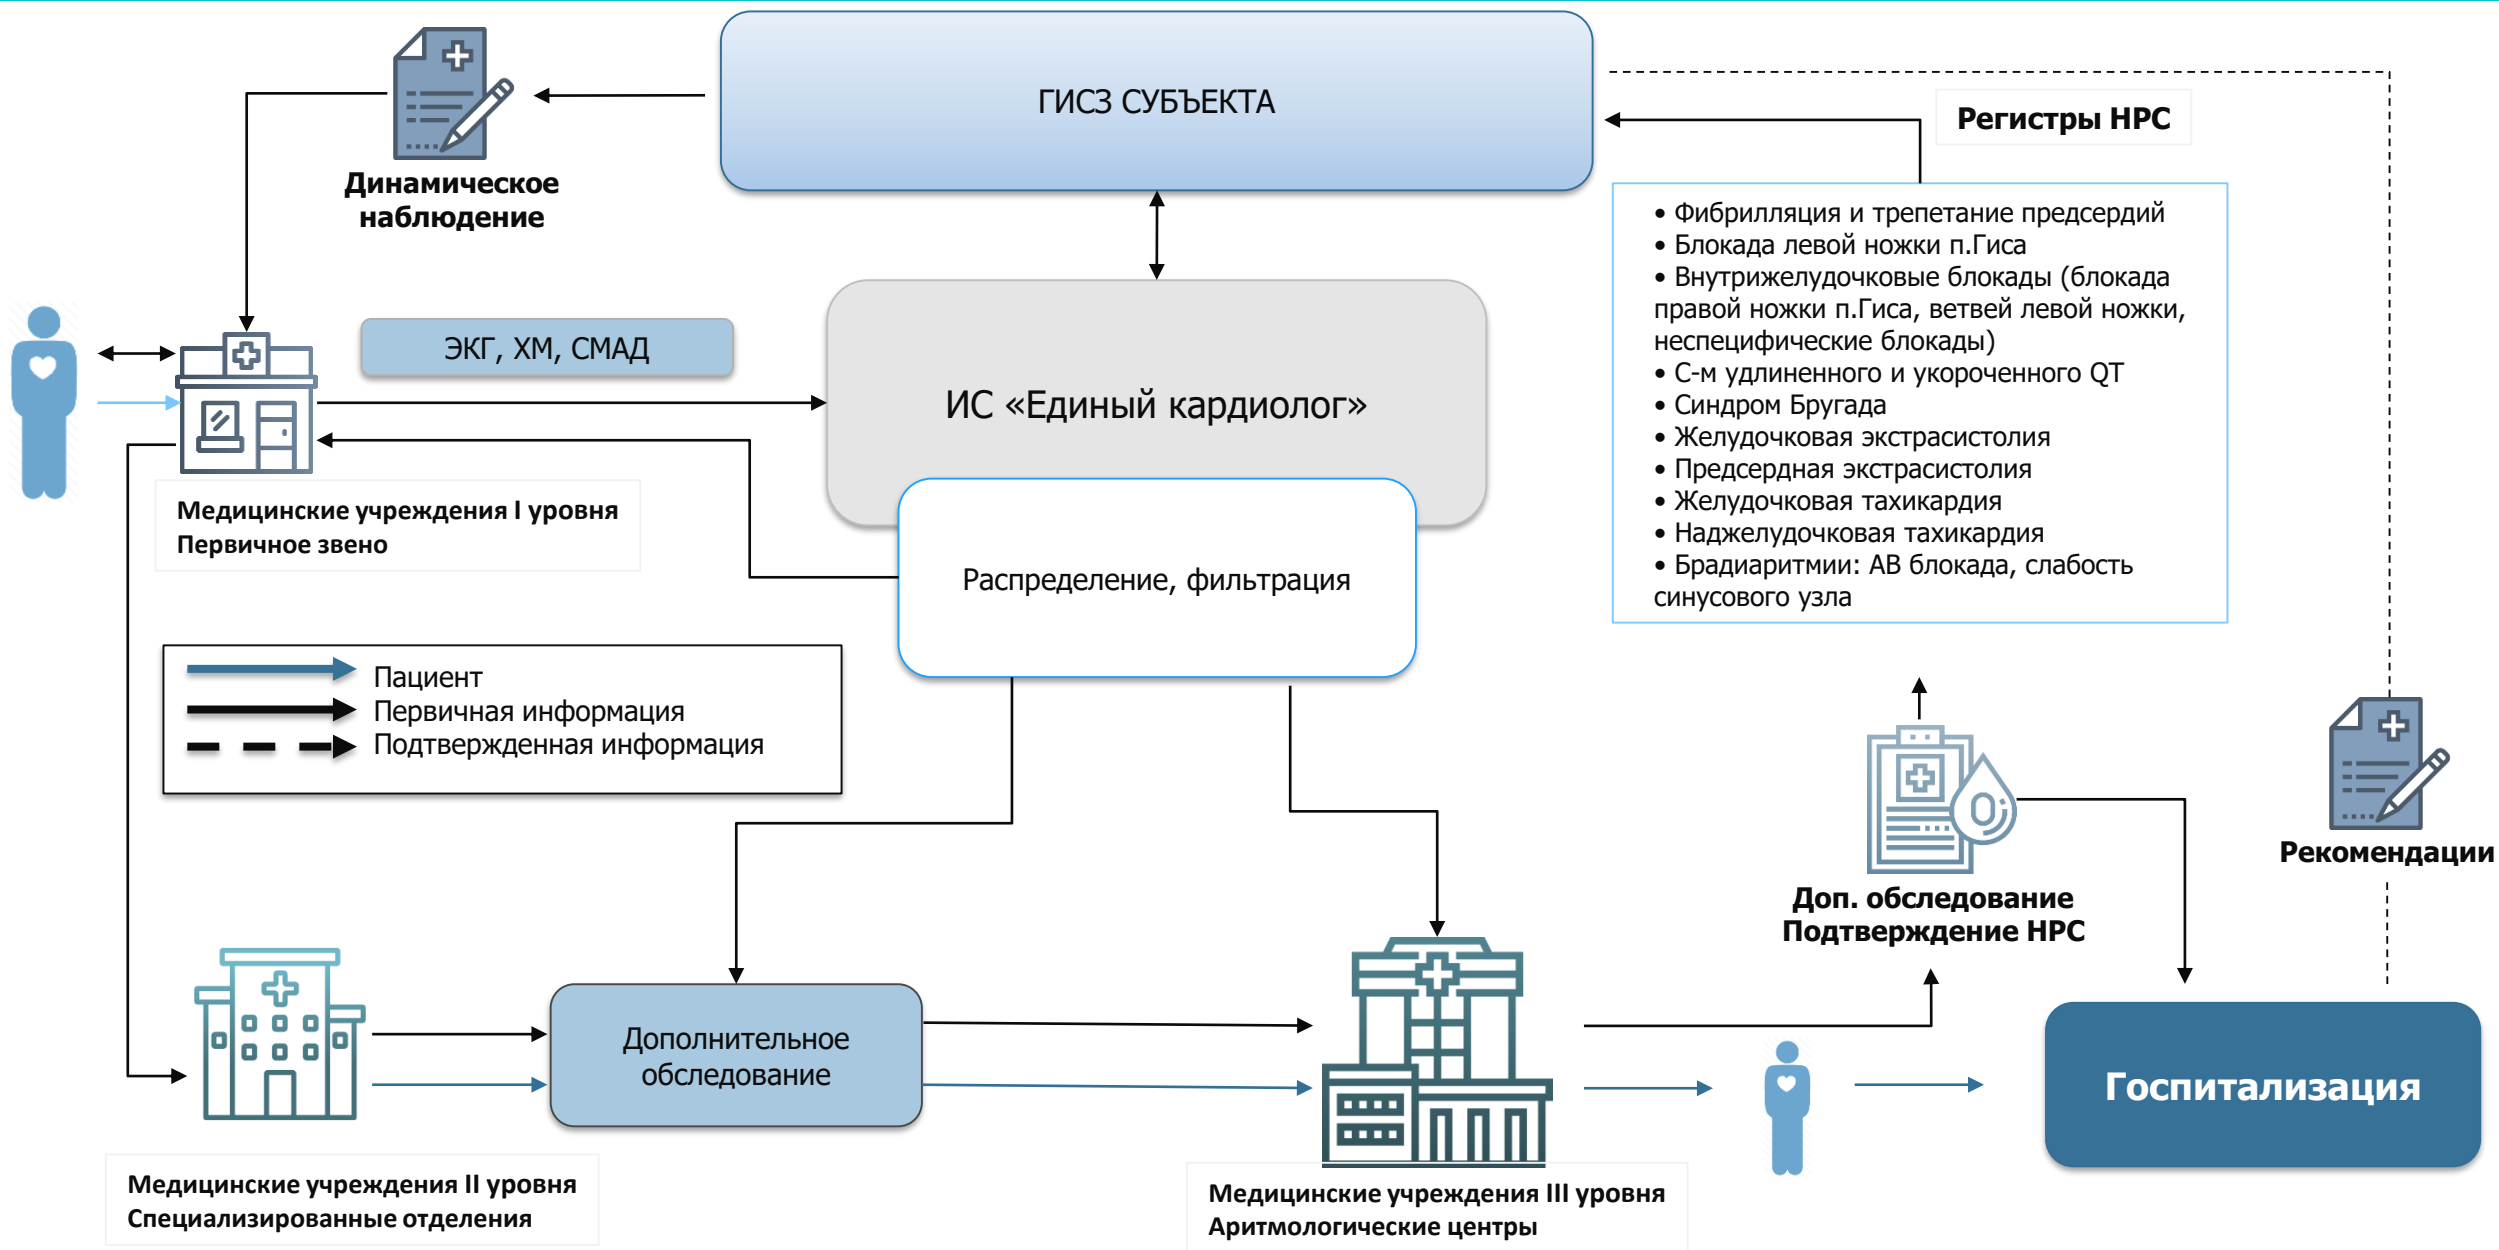 ГИСЗ СУБЪЕКТА
Регистры НРС
Динамическое
наблюдение
• Фибрилляция и трепетание предсердий
• Блокада левой ножки п.Гиса
• Внутрижелудочковые блокады (блокада
правой ножки п.Гиса, ветвей левой ножки,
неспецифические блокады)
• С-м удлиненного и укороченного QT
• Синдром Бругада
• Желудочковая экстрасистолия
• Предсердная экстрасистолия
• Желудочковая тахикардия
• Наджелудочковая тахикардия
• Брадиаритмии: АВ блокада, слабость
синусового узла
ЭКГ, ХМ, СМАД
ИС «Единый кардиолог»
Медицинские учреждения I уровня
Первичное звено
Распределение, фильтрация
Пациент
Первичная информация
Подтвержденная информация
Рекомендации
Доп. обследование
Подтверждение НРС
Дополнительное
обследование
Госпитализация
Медицинские учреждения II уровня
Специализированные отделения
Медицинские учреждения III уровня
Аритмологические центры